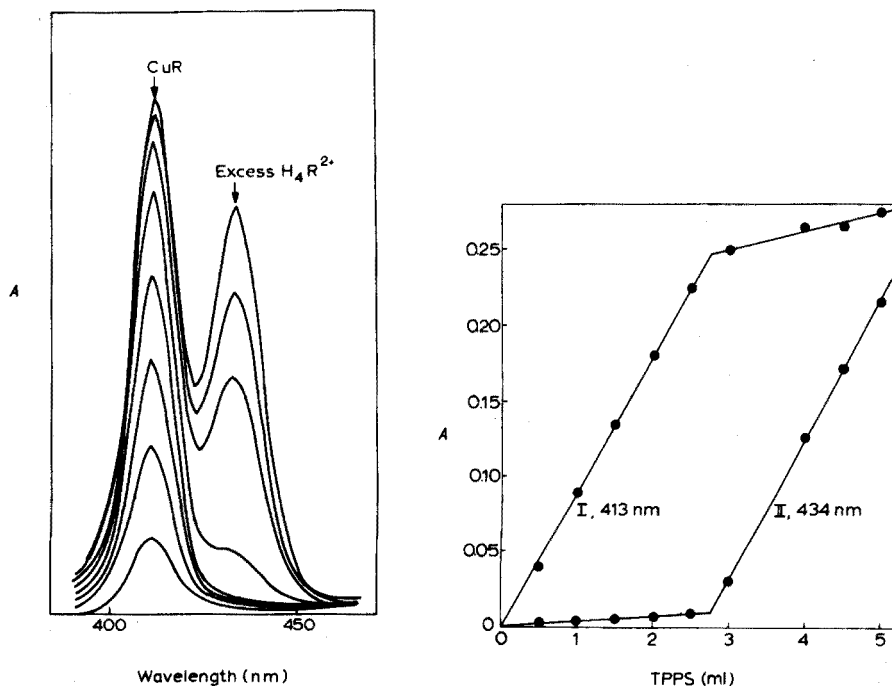 CuR
Excess H₄R²⁺
A
400
450
Wavelength (nm)
0.25
0.20
0.15
0.10
0.05
0
A
I, 413 nm
II, 434 nm
0
1
2
3
4
5
TPPS (ml)